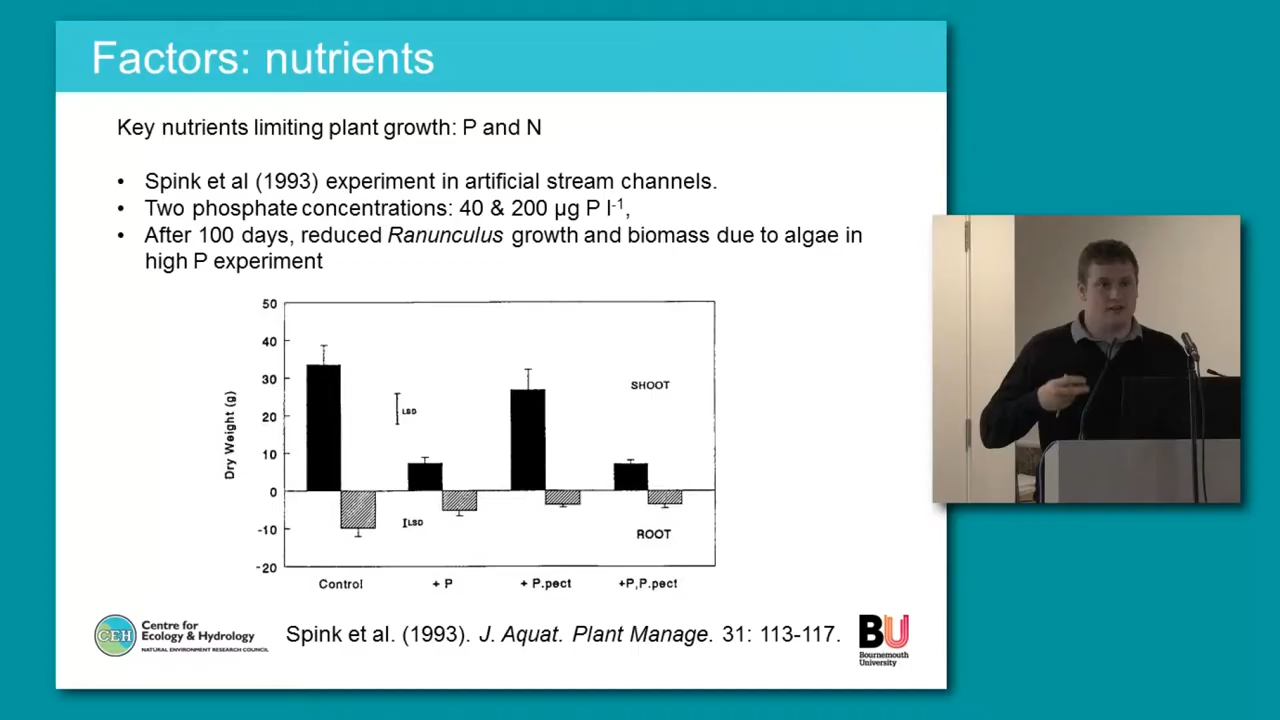 Factors: nutrients
Key nutrients limiting plant growth: P and N
• Spink et al (1993) experiment in artificial stream channels.
• Two phosphate concentrations: 40 & 200 µg P l-1,
• After 100 days, reduced Ranunculus growth and biomass due to algae in
high P experiment
50
40
30
20
10
0
-10
-20
Dry Weight (g)
SHOOT
LSD
LSD
ROOT
Control
+ P
+ P.pect
+P,P.pect
CEH
Centre for
Ecology & Hydrology
NATURAL ENVIRONMENT RESEARCH COUNCIL
Spink et al. (1993). J. Aquat. Plant Manage. 31: 113-117.
BU
Bournemouth
University